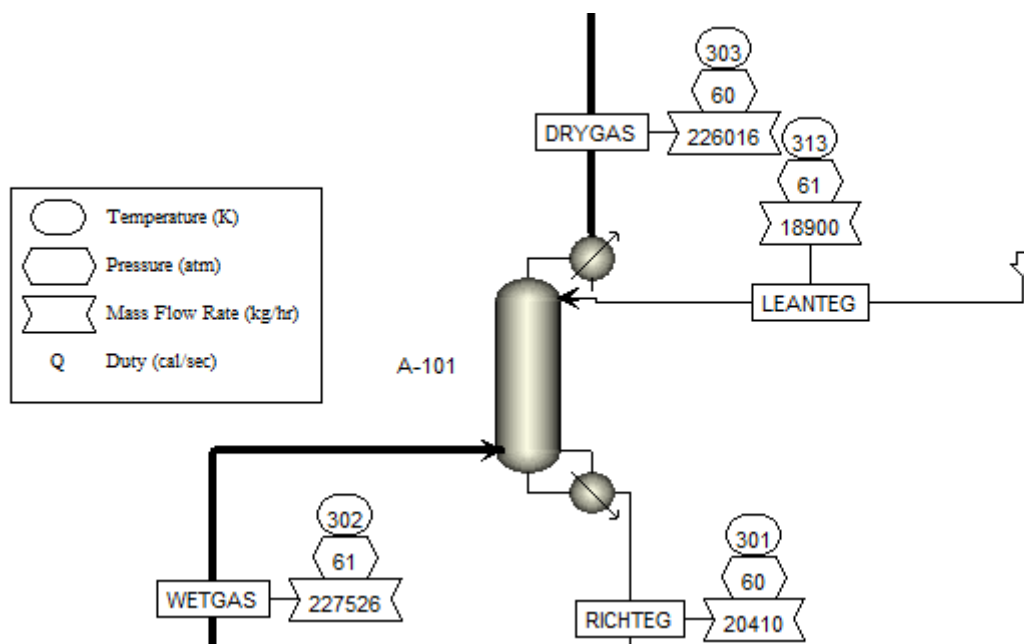 303
60
DRYGAS
226016
313
61
18900
LEANTEG
Temperature (K)
Pressure (atm)
Mass Flow Rate (kg/hr)
Q Duty (cal/sec)
A-101
302
61
WETGAS
227526
301
60
RICHTEG
20410